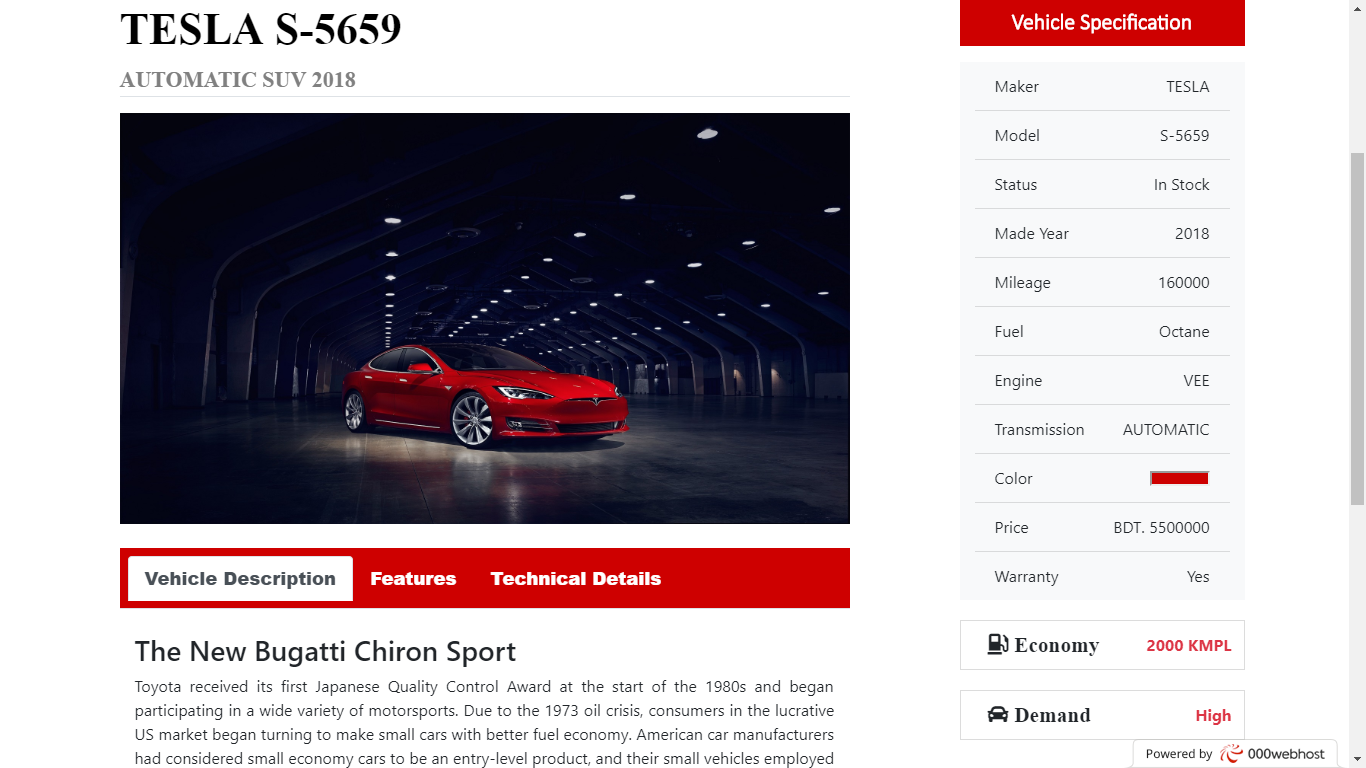 TESLA S-5659
AUTOMATIC SUV 2018
Vehicle Description Features Technical Details
The New Bugatti Chiron Sport
Toyota received its first Japanese Quality Control Award at the start of the 1980s and began
participating in a wide variety of motorsports. Due to the 1973 oil crisis, consumers in the lucrative
US market began turning to make small cars with better fuel economy. American car manufacturers
had considered small economy cars to be an entry-level product, and their small vehicles employed
Vehicle Specification
Maker TESLA
Model S-5659
Status In Stock
Made Year 2018
Mileage 160000
Fuel Octane
Engine VEE
Transmission AUTOMATIC
Color
Price BDT. 5500000
Warranty Yes
Economy 2000 KMPL
Demand High
Powered by 000webhost